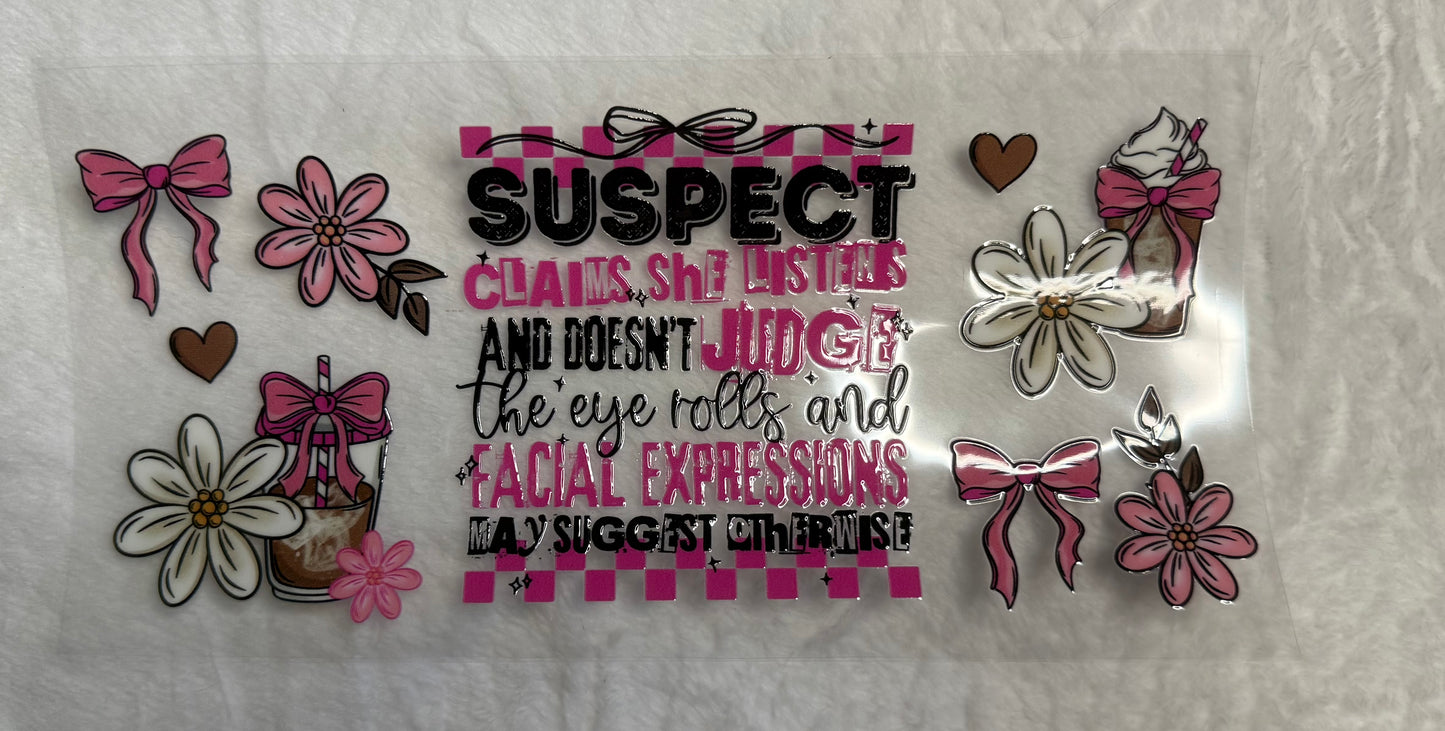 SUSPECT
CLAIMS ShE LISTENS
AND DOESN'T JUDGE
the eye rolls and
FACIAL EXPRESSIONS
MAy SUGGEST OThERWISE